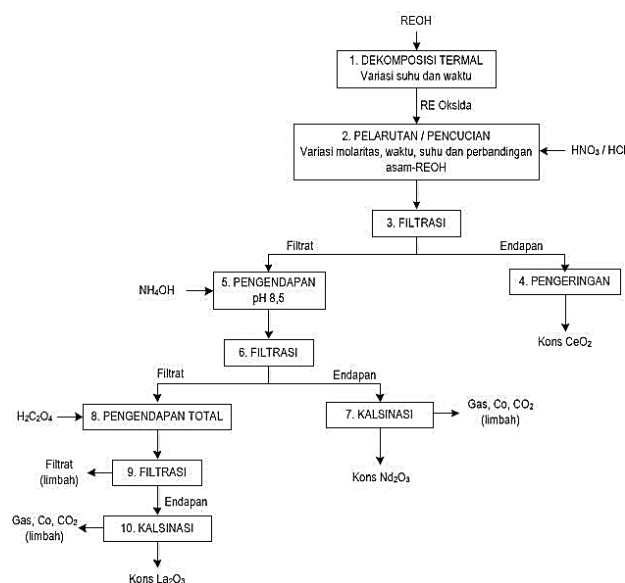 REOH
1. DEKOMPOSISI TERMAL
Variasi suhu dan waktu
RE Oksida
2. PELARUTAN / PENCUCIAN
Variasi molaritas, waktu, suhu dan perbandingan
asam-REOH
HNO₃ / HCl
3. FILTRASI
Filtrat
Endapan
NH₄OH
5. PENGENDAPAN
pH 8,5
4. PENGERINGAN
Kons CeO₂
6. FILTRASI
Filtrat
Endapan
H₂C₂O₄
8. PENGENDAPAN TOTAL
7. KALSINASI
Gas, Co, CO₂
(limbah)
Filtrat
(limbah)
9. FILTRASI
Kons Nd₂O₃
Endapan
Gas, Co, CO₂
(limbah)
10. KALSINASI
Kons La₂O₃